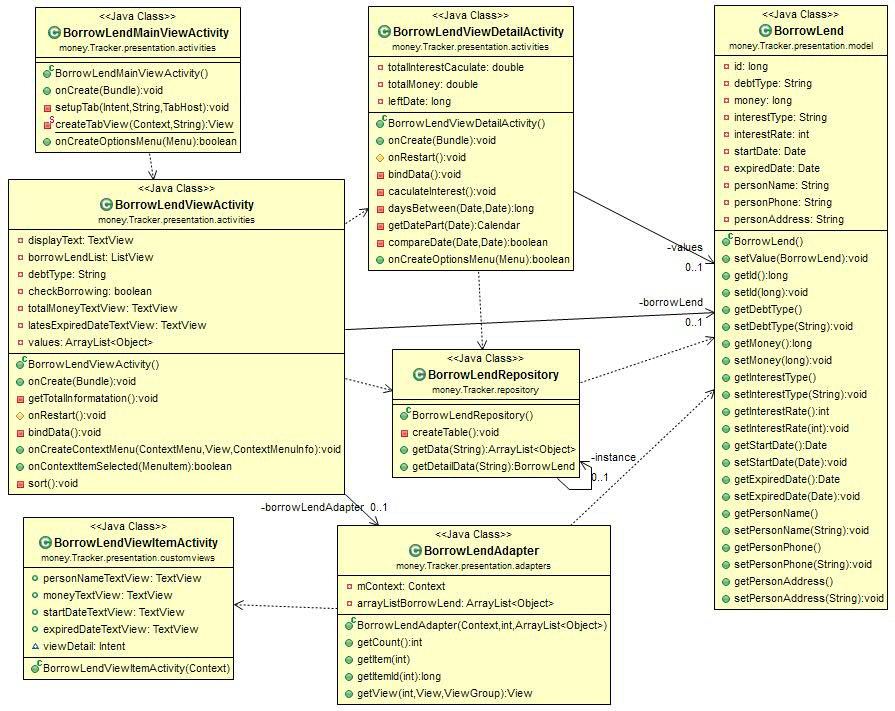 <<Java Class>>
BorrowLendMainViewActivity
money.Tracker.presentation.activities
BorrowLendMainViewActivity()
onCreate(Bundle):void
setupTab(Intent,String,TabHost):void
createTabView(Context,String):View
onCreateOptionsMenu(Menu):boolean
<<Java Class>>
BorrowLendViewDetailActivity
money.Tracker.presentation.activities
totalInterestCaculate: double
totalMoney: double
leftDate: long
BorrowLendViewDetailActivity()
onCreate(Bundle):void
onRestart():void
bindData():void
caculateInterest():void
daysBetween(Date,Date):long
getDatePart(Date):Calendar
compareDate(Date,Date):boolean
onCreateOptionsMenu(Menu):boolean
<<Java Class>>
BorrowLend
money.Tracker.presentation.model
id: long
debtType: String
money: long
interestType: String
interestRate: int
startDate: Date
expiredDate: Date
personName: String
personPhone: String
personAddress: String
BorrowLend()
setValue(BorrowLend):void
getId():long
setId(long):void
getDebtType()
setDebtType(String):void
getMoney():long
setMoney(long):void
getInterestType()
setInterestType(String):void
getInterestRate():int
setInterestRate(int):void
getStartDate():Date
setStartDate(Date):void
getExpiredDate():Date
setExpiredDate(Date):void
getPersonName()
setPersonName(String):void
getPersonPhone()
setPersonPhone(String):void
getPersonAddress()
setPersonAddress(String):void
<<Java Class>>
BorrowLendViewActivity
money.Tracker.presentation.activities
displayText: TextView
borrowLendList: ListView
debtType: String
checkBorrowing: boolean
totalMoneyTextView: TextView
latesExpiredDateTextView: TextView
values: ArrayList<Object>
BorrowLendViewActivity()
onCreate(Bundle):void
getTotalInformatation():void
onRestart():void
bindData():void
onCreateContextMenu(ContextMenu,View,ContextMenuInfo):void
onContextItemSelected(MenuItem):boolean
sort():void
-values
0..1
-borrowLend
0..1
<<Java Class>>
BorrowLendRepository
money.Tracker.repository
BorrowLendRepository()
createTable():void
getData(String):ArrayList<Object>
getDetailData(String):BorrowLend
-instance
0..1
-borrowLendAdapter 0..1
<<Java Class>>
BorrowLendViewItemActivity
money.Tracker.presentation.customviews
personNameTextView: TextView
moneyTextView: TextView
startDateTextView: TextView
expiredDateTextView: TextView
viewDetail: Intent
BorrowLendViewItemActivity(Context)
<<Java Class>>
BorrowLendAdapter
money.Tracker.presentation.adapters
mContext: Context
arrayListBorrowLend: ArrayList<Object>
BorrowLendAdapter(Context,int,ArrayList<Object>)
getCount():int
getItem(int)
getItemId(int):long
getView(int,View,ViewGroup):View